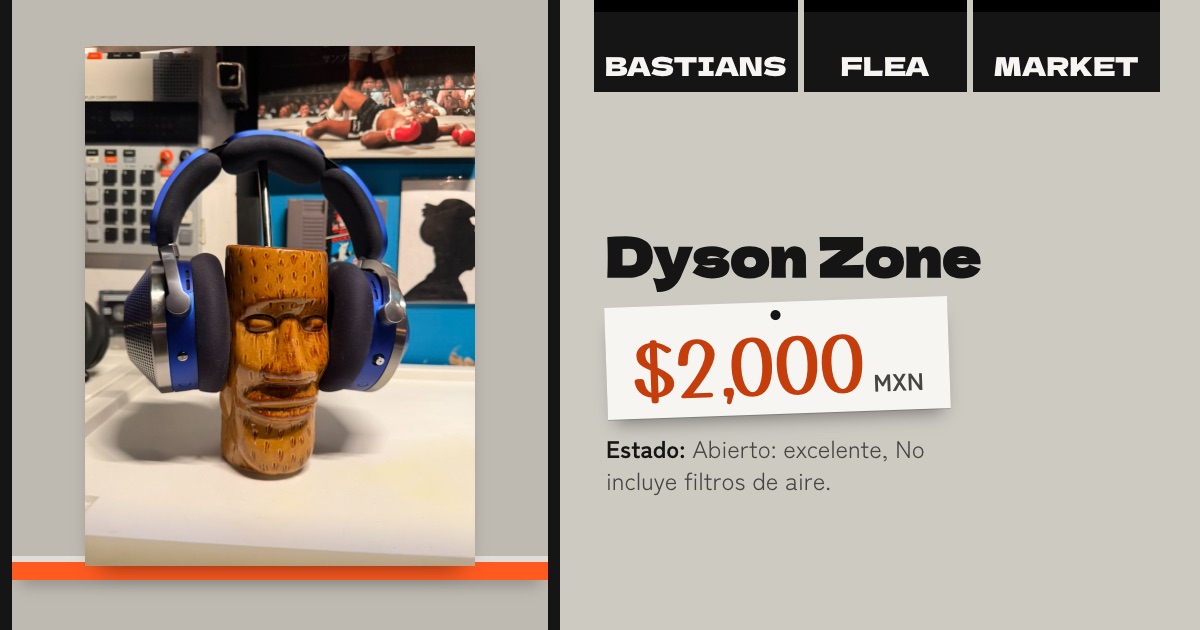 BASTIANS FLEA MARKET
Dyson Zone
$2,000 MXN
Estado: Abierto: excelente, No
incluye filtros de aire.